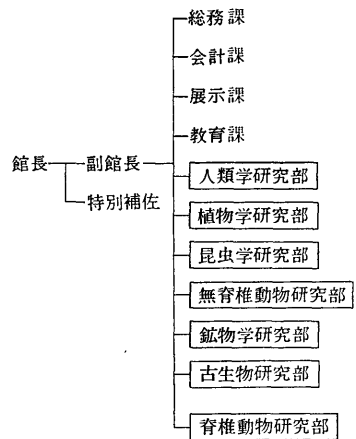 総務課
会計課
展示課
教育課
館長 副館長
人類学研究部
特別補佐
植物学研究部
昆虫学研究部
無脊椎動物研究部
鉱物学研究部
古生物研究部
脊椎動物研究部